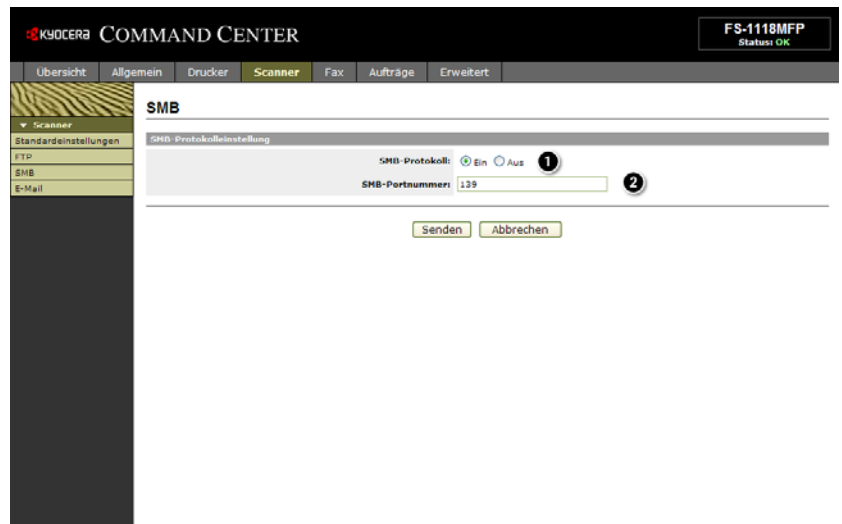 KYOCERA COMMAND CENTER
FS-1118MFP
Status: OK
Übersicht Allgemein Drucker Scanner Fax Aufträge Erweitert
SMB
▼ Scanner
Standardeinstellungen
FTP
SMB
E-Mail
SMB-Protokolleinstellung
SMB-Protokoll: Ein Aus 1
SMB-Portnummer: 139 2
Senden Abbrechen